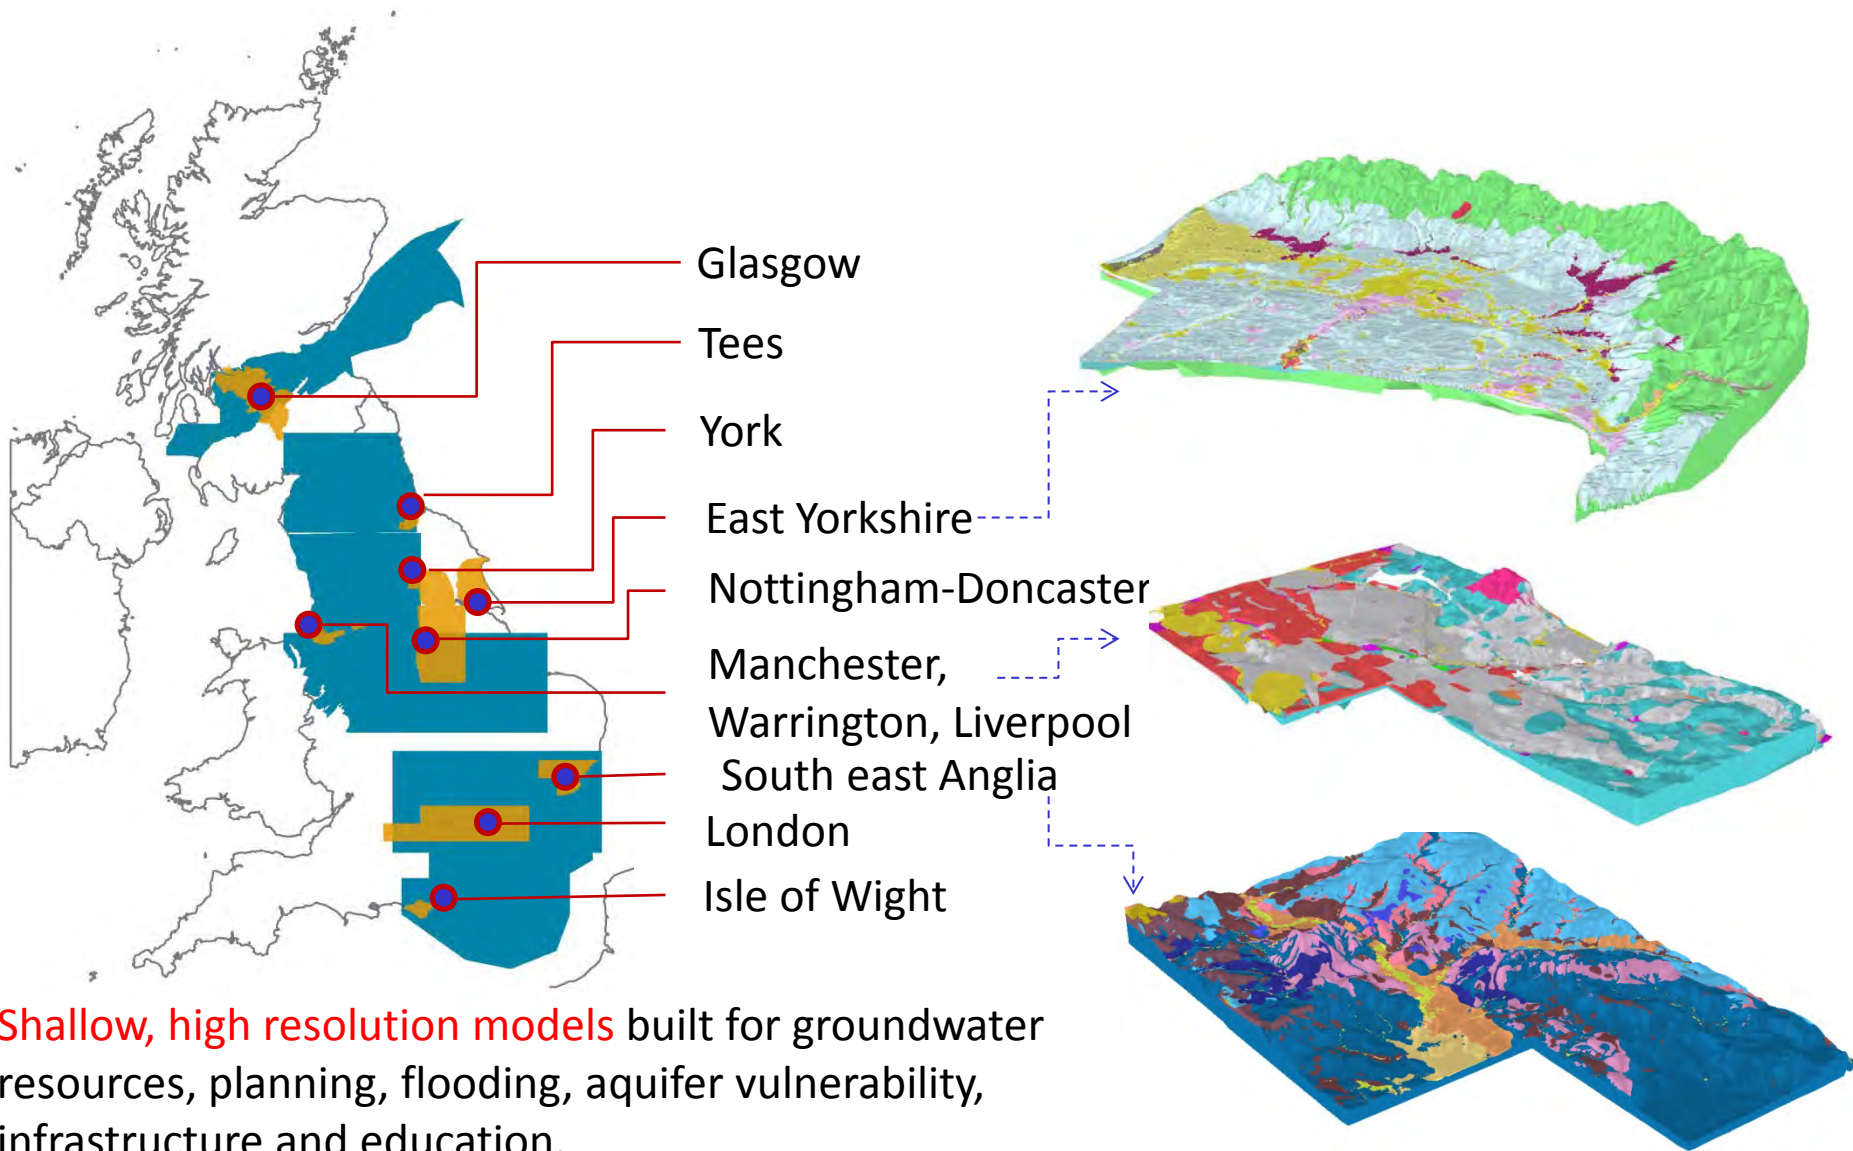 Glasgow
Tees
York
East Yorkshire
Nottingham-Doncaster
Manchester,
Warrington, Liverpool
South east Anglia
London
Isle of Wight
Shallow, high resolution models built for groundwater
resources, planning, flooding, aquifer vulnerability,
infrastructure and education.